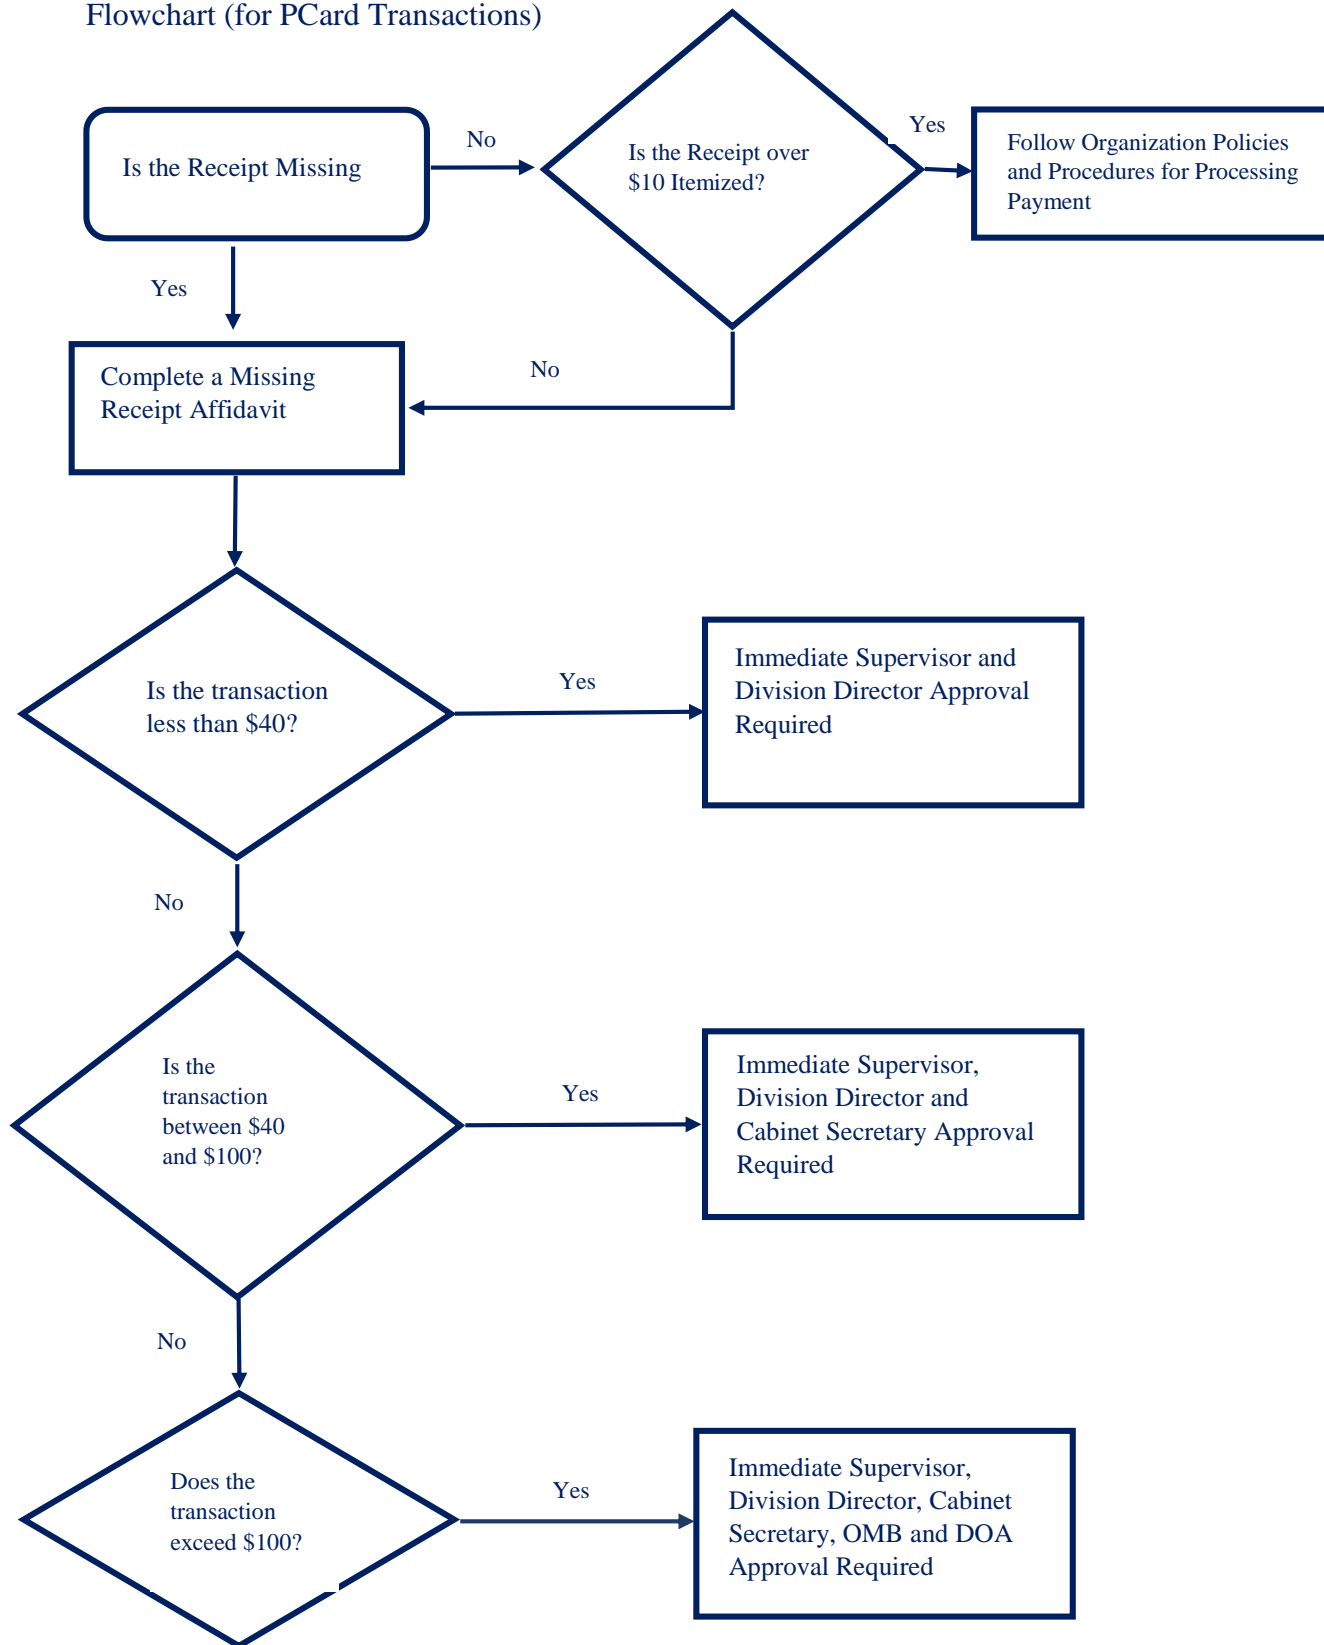 Flowchart (for PCard Transactions)
Is the Receipt Missing
No
Is the Receipt over
$10 Itemized?
Yes
Follow Organization Policies
and Procedures for Processing
Payment
Yes
Complete a Missing
Receipt Affidavit
No
Is the transaction
less than $40?
Yes
Immediate Supervisor and
Division Director Approval
Required
No
Is the
transaction
between $40
and $100?
Yes
Immediate Supervisor,
Division Director and
Cabinet Secretary Approval
Required
No
Does the
transaction
exceed $100?
Yes
Immediate Supervisor,
Division Director, Cabinet
Secretary, OMB and DOA
Approval Required